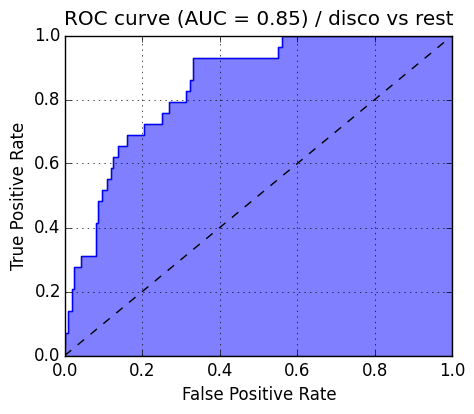 ROC curve (AUC = 0.85) / disco vs rest
1.0
0.8
0.6
0.4
0.2
0.0
True Positive Rate
0.0 0.2 0.4 0.6 0.8 1.0
False Positive Rate